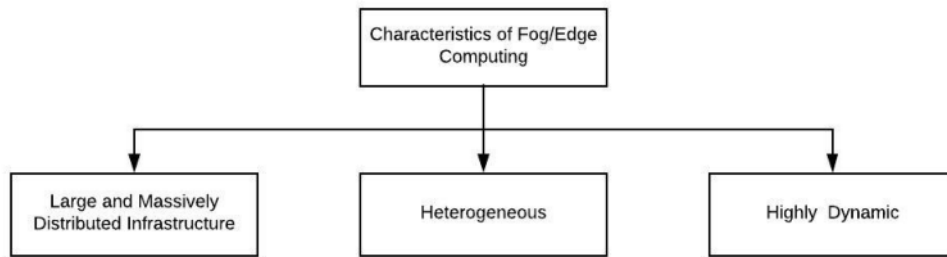 Characteristics of Fog/Edge
Computing
Large and Massively
Distributed Infrastructure
Heterogeneous
Highly Dynamic